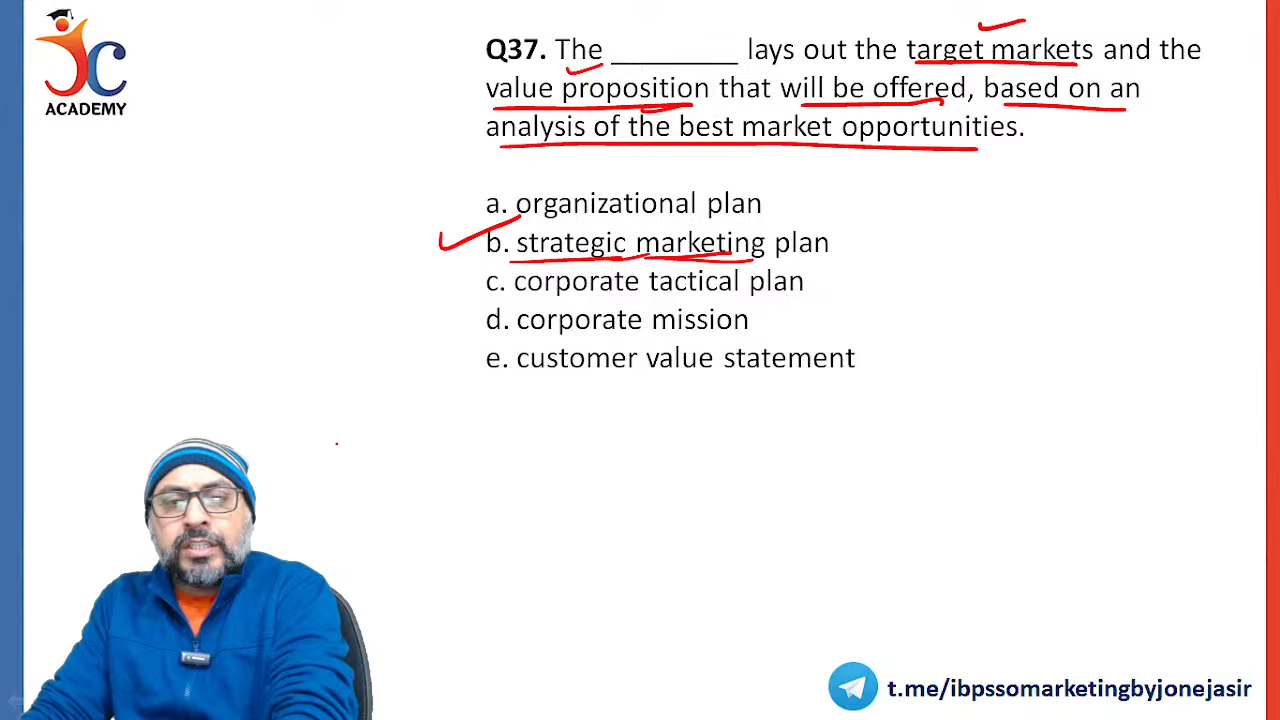 JC
ACADEMY
Q37. The _________ lays out the target markets and the
value proposition that will be offered, based on an
analysis of the best market opportunities.
a. organizational plan
b. strategic marketing plan
c. corporate tactical plan
d. corporate mission
e. customer value statement
t.me/ibpssomarketingbyjonejasir